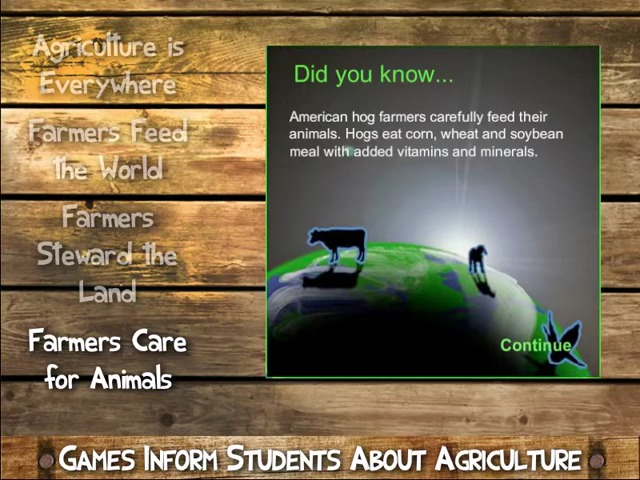 Agriculture is
Everywhere
Farmers Feed
the World
Farmers
Steward the
Land
Farmers Care
for Animals
Did you know...
American hog farmers carefully feed their
animals. Hogs eat corn, wheat and soybean
meal with added vitamins and minerals.
Continue
GAMES INFORM STUDENTS ABOUT AGRICULTURE